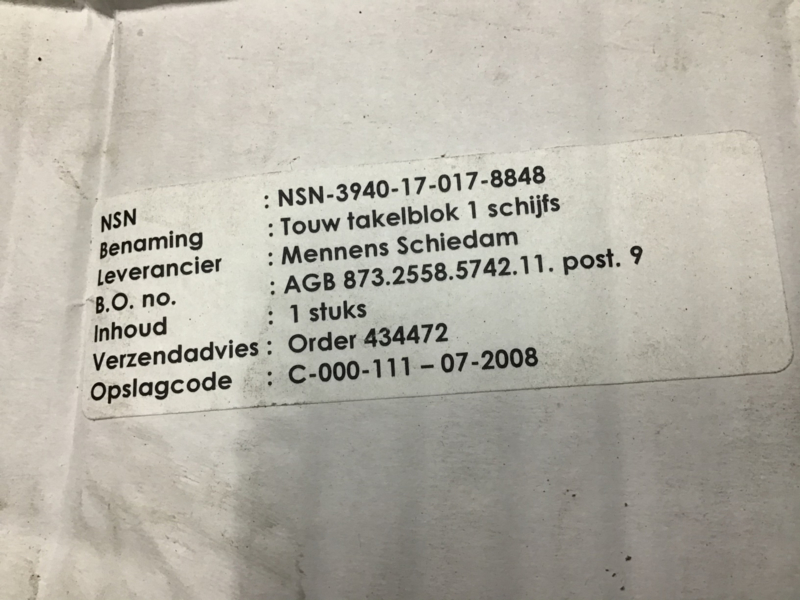 NSN : NSN-3940-17-017-8848
Benaming : Touw takelblok 1 schijfs
Leverancier : Mennens Schiedam
B.O. no. : AGB 873.2558.5742.11. post. 9
Inhoud : 1 stuks
Verzendadvies : Order 434472
Opslagcode : C-000-111 – 07-2008